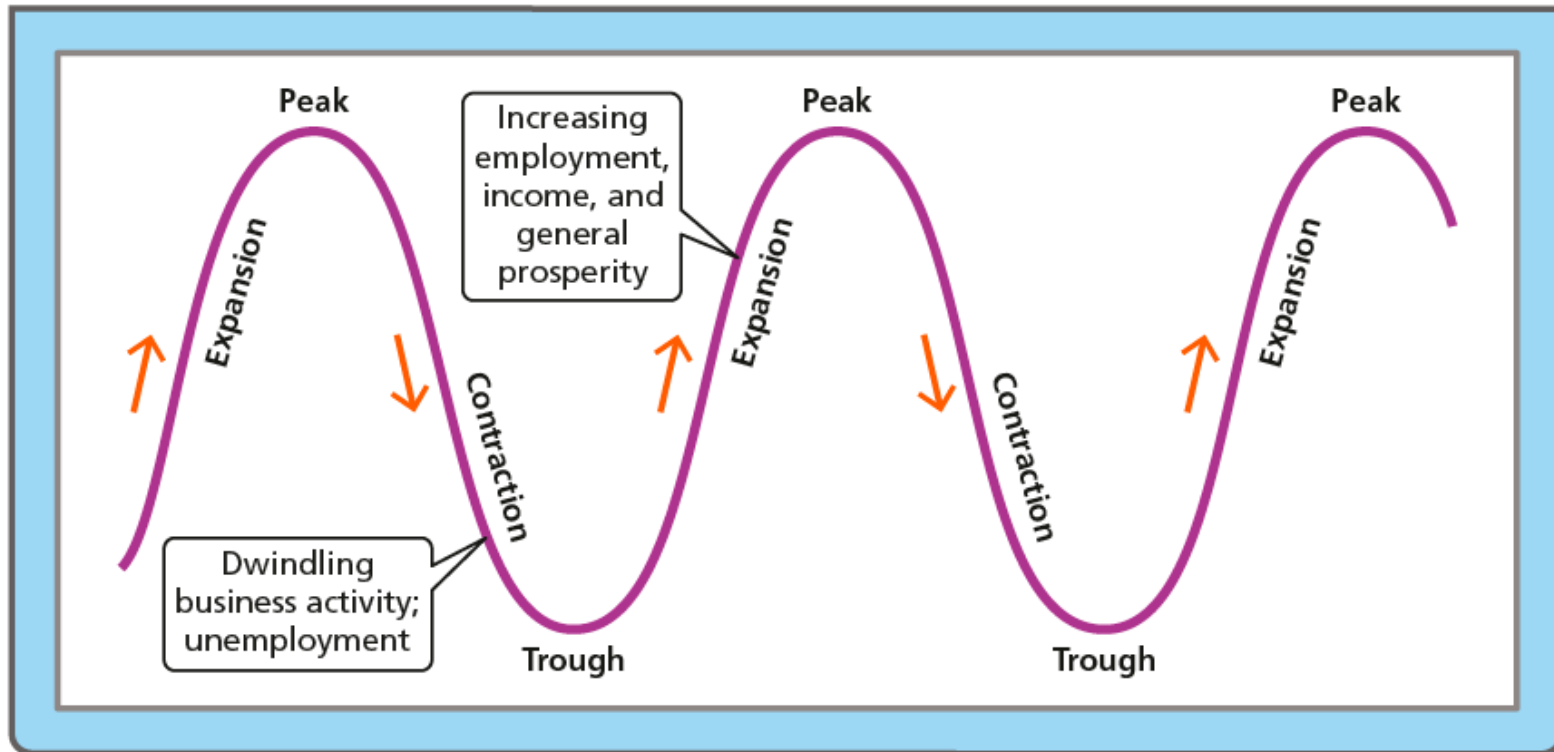 Peak
Peak
Peak
Increasing
employment,
income, and
general
prosperity
Expansion
Expansion
Expansion
Contraction
Contraction
Dwindling
business activity;
unemployment
Trough
Trough